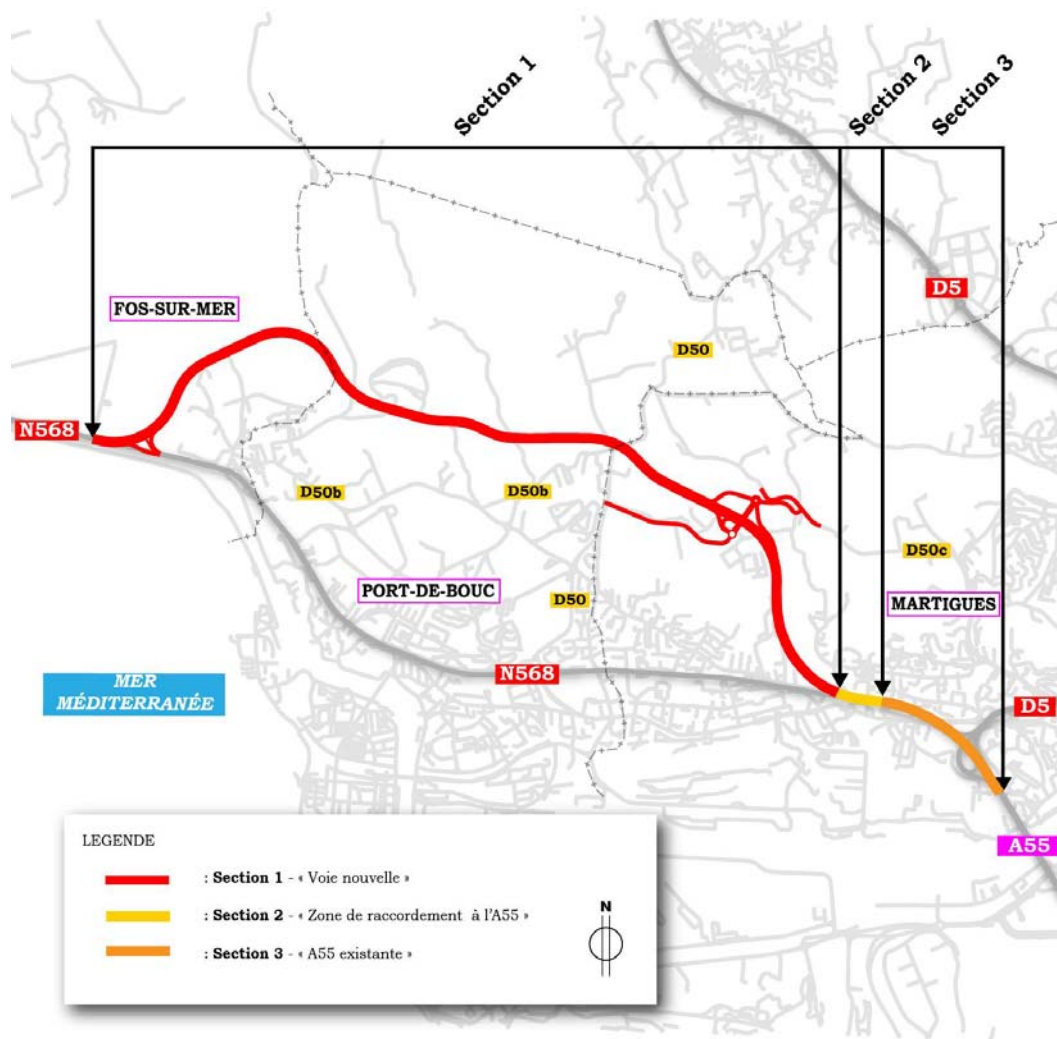 Section 1
Section 2
Section 3
D5
FOS-SUR-MER
D50
N568
D50b
D50b
D50c
PORT-DE-BOUC
D50
MARTIGUES
N568
MER
MÉDITERRANÉE
D5
A55
LEGENDE
: Section 1 - « Voie nouvelle »
: Section 2 - « Zone de raccordement à l'A55 »
: Section 3 - « A55 existante »
N